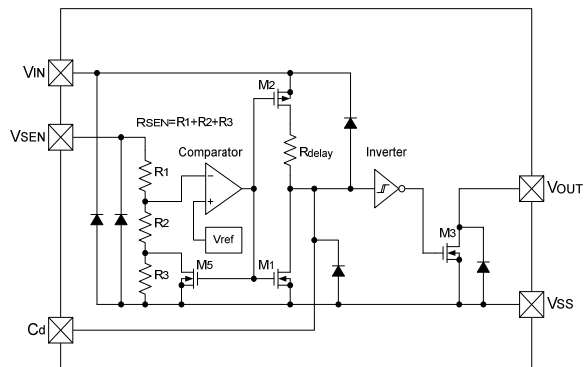 VIN
M2
RSEN=R1+R2+R3
VSEN
Comparator
Rdelay
Inverter
R1
−
+
VOUT
R2
Vref
M3
R3
M5
M1
VSS
Cd